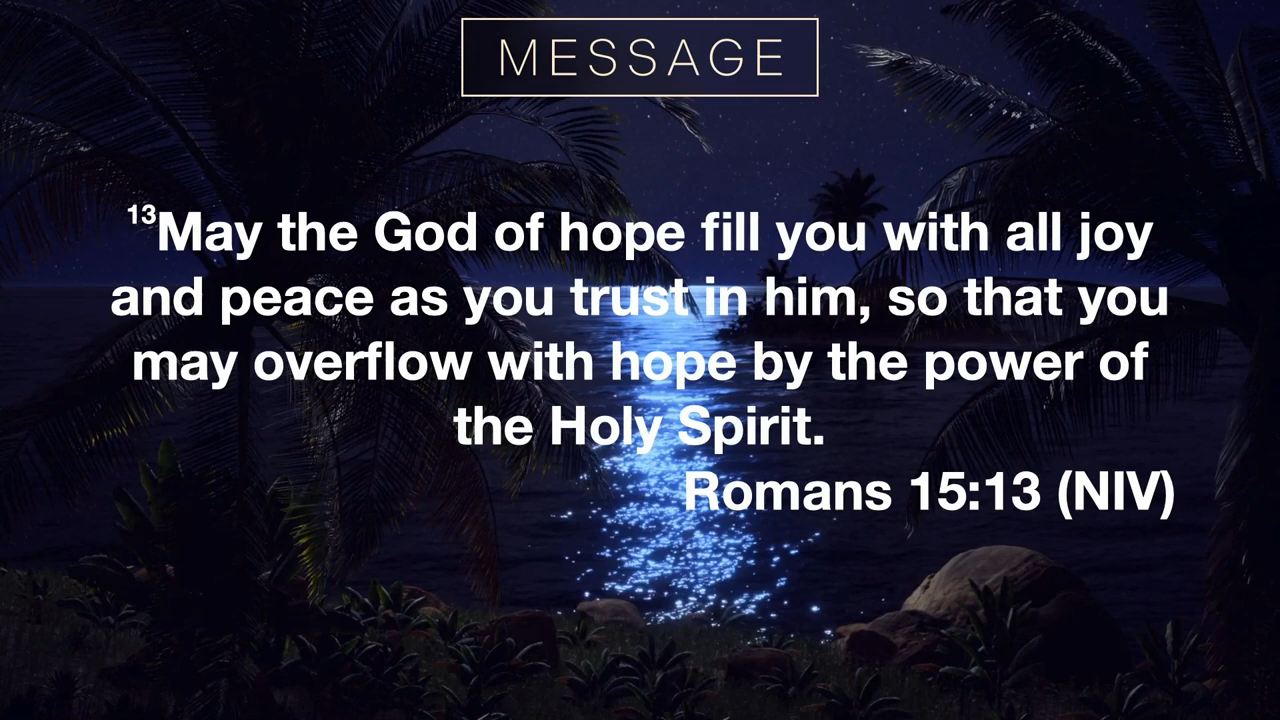 MESSAGE
13May the God of hope fill you with all joy
and peace as you trust in him, so that you
may overflow with hope by the power of
the Holy Spirit.
Romans 15:13 (NIV)